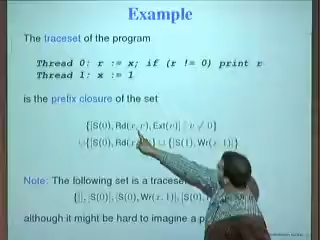 Example
The traceset of the program
Thread 0: r := x; if (r != 0) print r
Thread 1: x := 1
is the prefix closure of the set
{[S(0), Rd(x, r), Ext(r)] | r ≠ 0}
∪{[S(0), Rd( )]} ∪ {[S(1), Wr(x, 1)]}
Note: The following set is a traceset
{[], [S(0)], [S(0), Wr(x, 1)], [S(0),
although it might be hard to imagine a